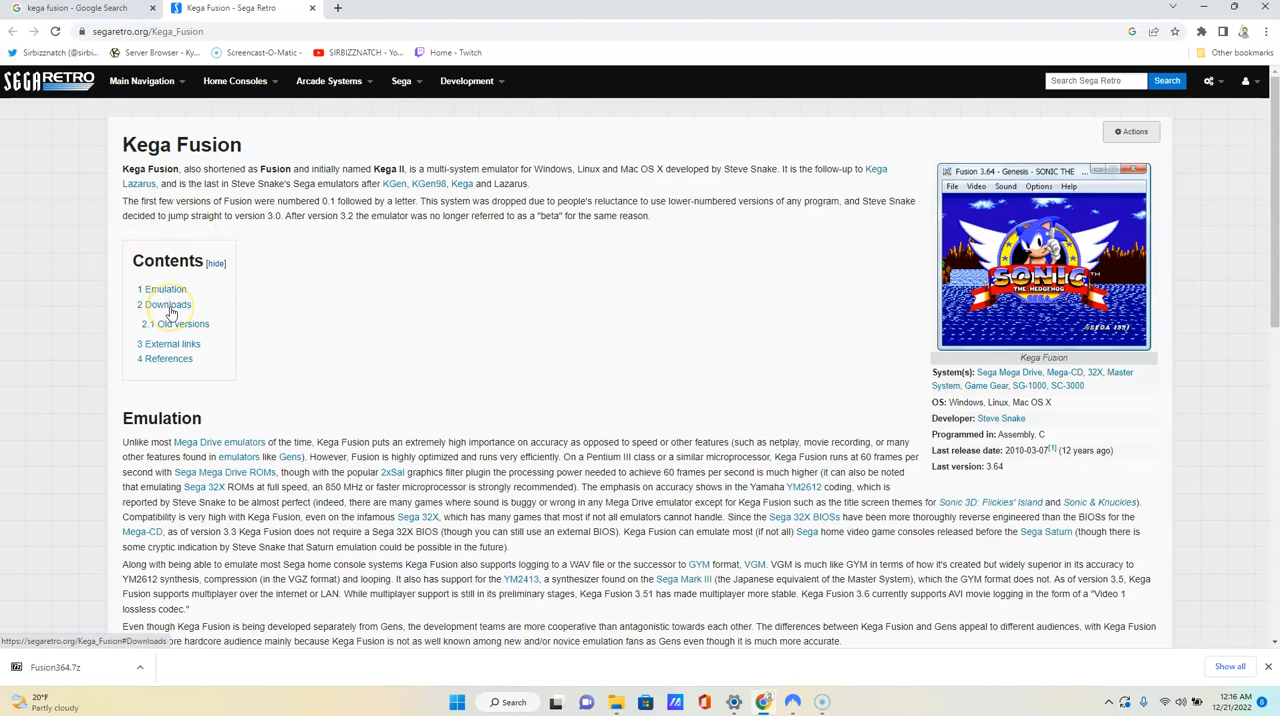 kega fusion - Google Search
Kega Fusion - Sega Retro
segaretro.org/Kega_Fusion
Sirbizznatch (@sirbi...
Server Browser - Ky...
Screencast-O-Matic -
SIRBIZZNATCH - Yo...
Home - Twitch
Other bookmarks
SEGA RETRO
Main Navigation
Home Consoles
Arcade Systems
Sega
Development
Search Sega Retro
Search
Kega Fusion
Actions
Kega Fusion, also shortened as Fusion and initially named Kega II, is a multi-system emulator for Windows, Linux and Mac OS X developed by Steve Snake. It is the follow-up to Kega
Lazarus, and is the last in Steve Snake's Sega emulators after KGen, KGen98, Kega and Lazarus.
The first few versions of Fusion were numbered 0.1 followed by a letter. This system was dropped due to people's reluctance to use lower-numbered versions of any program, and Steve Snake
decided to jump straight to version 3.0. After version 3.2 the emulator was no longer referred to as a "beta" for the same reason.
Contents [hide]
1 Emulation
2 Downloads
2.1 Old versions
3 External links
4 References
Fusion 3.64 - Genesis - SONIC THE ...
File Video Sound Options Help
SONIC
THE HEDGEHOG
TM
©SEGA 1991
Kega Fusion
System(s): Sega Mega Drive, Mega-CD, 32X, Master
System, Game Gear, SG-1000, SC-3000
OS: Windows, Linux, Mac OS X
Developer: Steve Snake
Programmed in: Assembly, C
Last release date: 2010-03-07[1] (12 years ago)
Last version: 3.64
Emulation
Unlike most Mega Drive emulators of the time, Kega Fusion puts an extremely high importance on accuracy as opposed to speed or other features (such as netplay, movie recording, or many
other features found in emulators like Gens). However, Fusion is highly optimized and runs very efficiently. On a Pentium III class or a similar microprocessor, Kega Fusion runs at 60 frames per
second with Sega Mega Drive ROMs, though with the popular 2xSaI graphics filter plugin the processing power needed to achieve 60 frames per second is much higher (it can also be noted
that emulating Sega 32X ROMs at full speed, an 850 MHz or faster microprocessor is strongly recommended). The emphasis on accuracy shows in the Yamaha YM2612 coding, which is
reported by Steve Snake to be almost perfect (indeed, there are many games where sound is buggy or wrong in any Mega Drive emulator except for Kega Fusion such as the title screen themes for Sonic 3D: Flickies' Island and Sonic & Knuckles).
Compatibility is very high with Kega Fusion, even on the infamous Sega 32X, which has many games that most if not all emulators cannot handle. Since the Sega 32X BIOSs have been more thoroughly reverse engineered than the BIOSs for the
Mega-CD, as of version 3.3 Kega Fusion does not require a Sega 32X BIOS (though you can still use an external BIOS). Kega Fusion can emulate most (if not all) Sega home video game consoles released before the Sega Saturn (though there is
some cryptic indication by Steve Snake that Saturn emulation could be possible in the future).
Along with being able to emulate most Sega home console systems Kega Fusion also supports logging to a WAV file or the successor to GYM format, VGM. VGM is much like GYM in terms of how it's created but widely superior in its accuracy to
YM2612 synthesis, compression (in the VGZ format) and looping. It also has support for the YM2413, a synthesizer found on the Sega Mark III (the Japanese equivalent of the Master System), which the GYM format does not. As of version 3.5, Kega
Fusion supports multiplayer over the internet or LAN. While multiplayer support is still in its preliminary stages, Kega Fusion 3.51 has made multiplayer more stable. Kega Fusion 3.6 currently supports AVI movie logging in the form of a "Video 1
lossless codec."
Even though Kega Fusion is being developed separately from Gens, the development teams are more cooperative than antagonistic towards each other. The differences between Kega Fusion and Gens appeal to different audiences, with Kega Fusion
https://segaretro.org/Kega_Fusion#Downloads
more hardcore audience mainly because Kega Fusion is not as well known among new and/or novice emulation fans as Gens even though it is much more accurate.
Fusion364.7z
Show all
20°F
Partly cloudy
Search
12:16 AM
12/21/2022
8